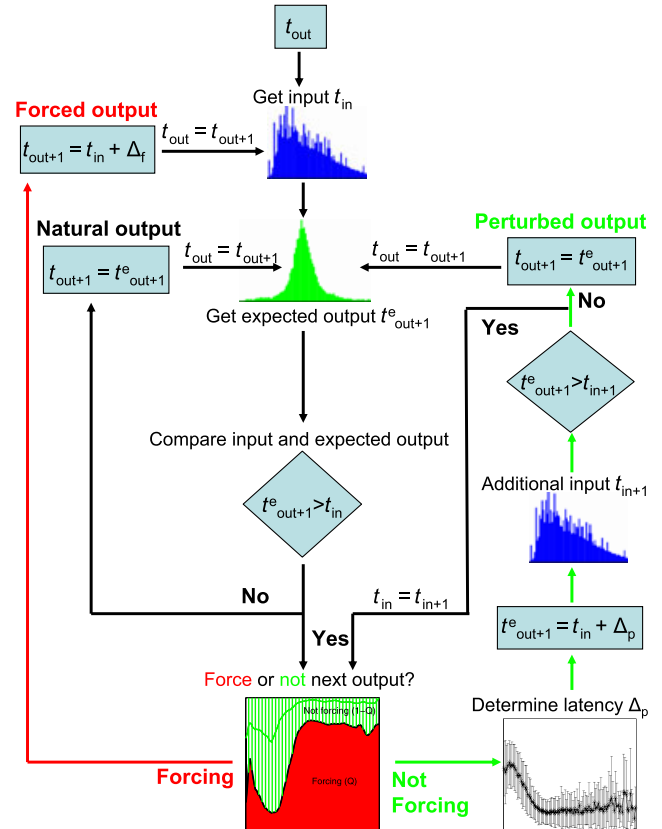 t_out
Get input t_in
Forced output
t_out+1 = t_in + Δ_f
t_out = t_out+1
Natural output
t_out+1 = t^e_out+1
t_out = t_out+1
t_out = t_out+1
Perturbed output
t_out+1 = t^e_out+1
Get expected output t^e_out+1
No
Yes
t^e_out+1 > t_in+1
Compare input and expected output
t^e_out+1 > t_in
Additional input t_in+1
No
t_in = t_in+1
Yes
t^e_out+1 = t_in + Δ_p
Force or not next output?
Determine latency Δ_p
Not forcing (1−Q)
Forcing (Q)
Forcing
Not
Forcing